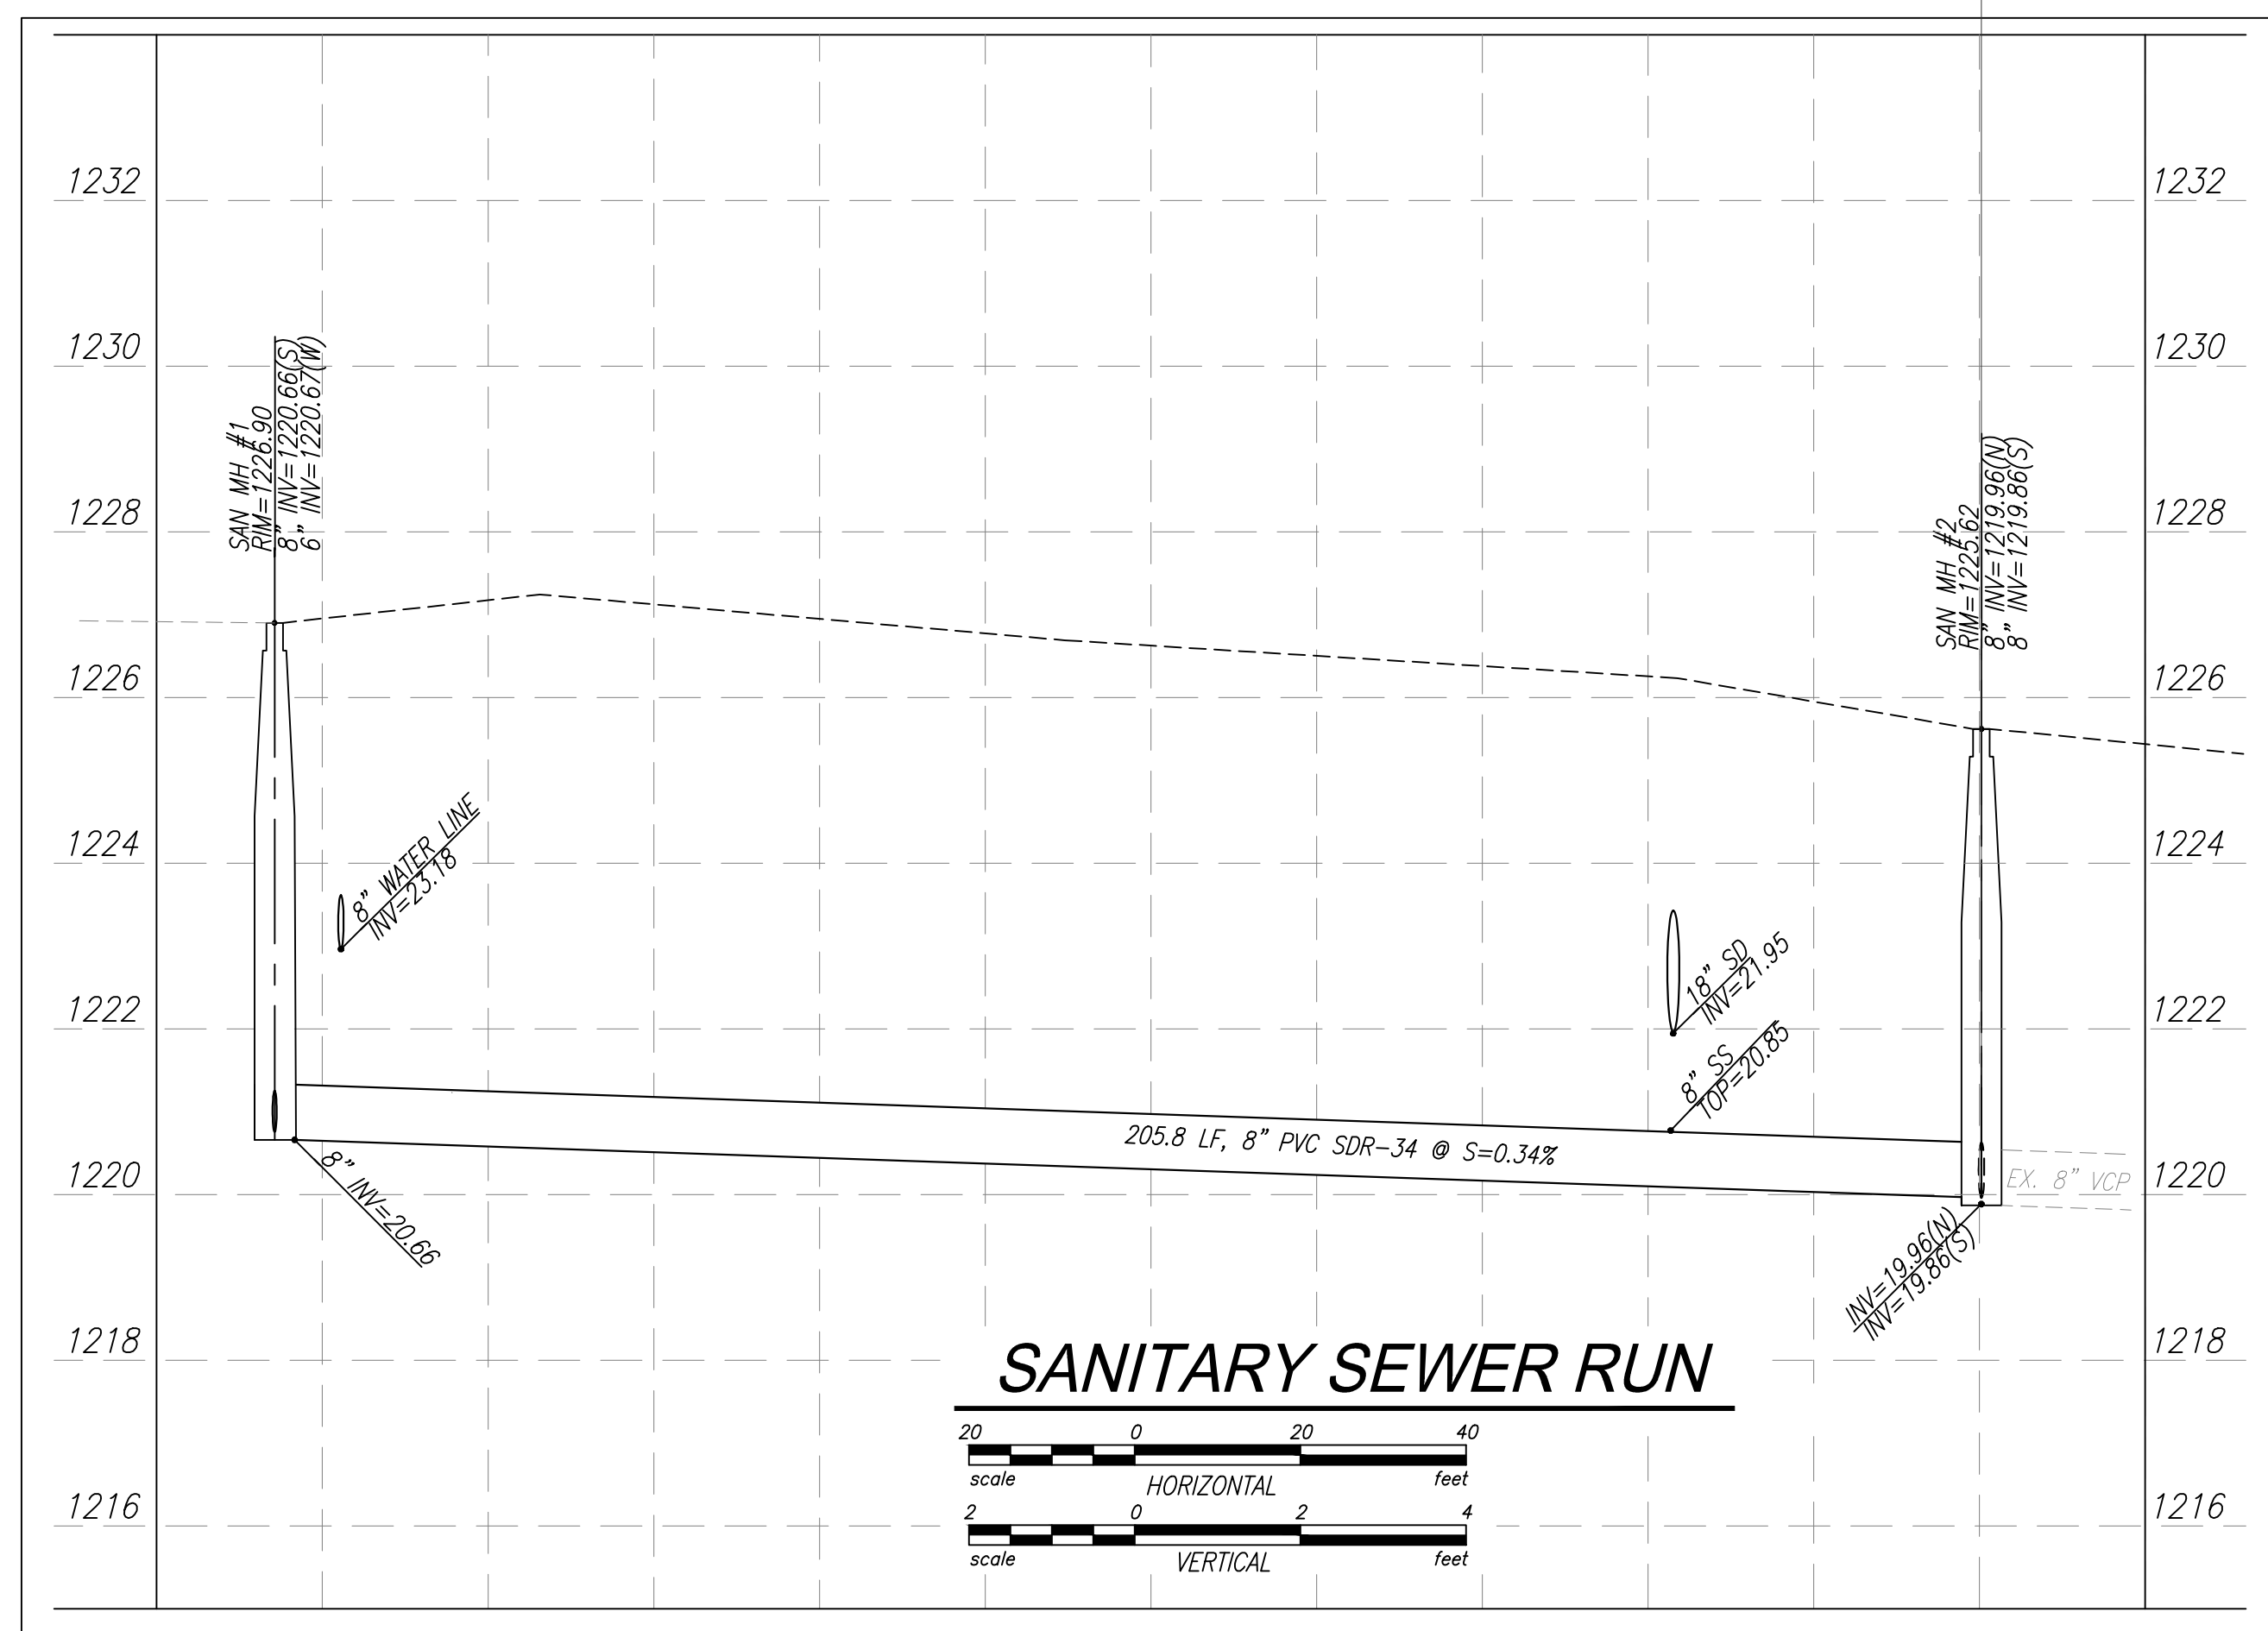 1232
1230
1228
1226
1224
1222
1220
1218
1216
SAN MH #1
RIM=1226.90
8" INV=1220.66(S)
6" INV=1220.67(W)
8" WATER LINE
INV=23.18
8" INV=20.66
205.8 LF, 8" PVC SDR-34 @ S=0.34%
18" SD
INV=21.95
8" SS
TOP=20.85
SAN MH #2
RIM=1225.62
8" INV=1219.96(N)
8" INV=1219.86(S)
EX. 8" VCP
INV=19.96(N)
INV=19.86(S)
1232
1230
1228
1226
1224
1222
1220
1218
1216
SANITARY SEWER RUN
20 0 20 40
scale HORIZONTAL feet
2 0 2 4
scale VERTICAL feet